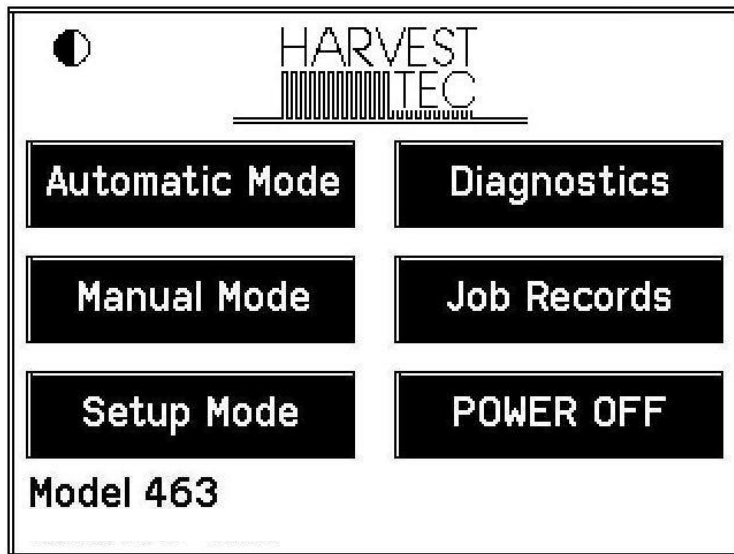 HARVEST
TEC
Automatic Mode
Diagnostics
Manual Mode
Job Records
Setup Mode
POWER OFF
Model 463